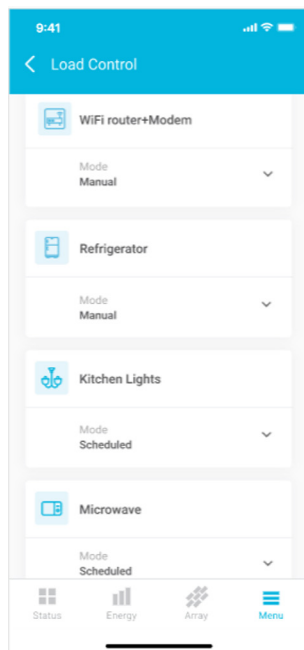 9:41
Load Control
WiFi router+Modem
Mode
Manual
Refrigerator
Mode
Manual
Kitchen Lights
Mode
Scheduled
Microwave
Mode
Scheduled
Status Energy Array Menu